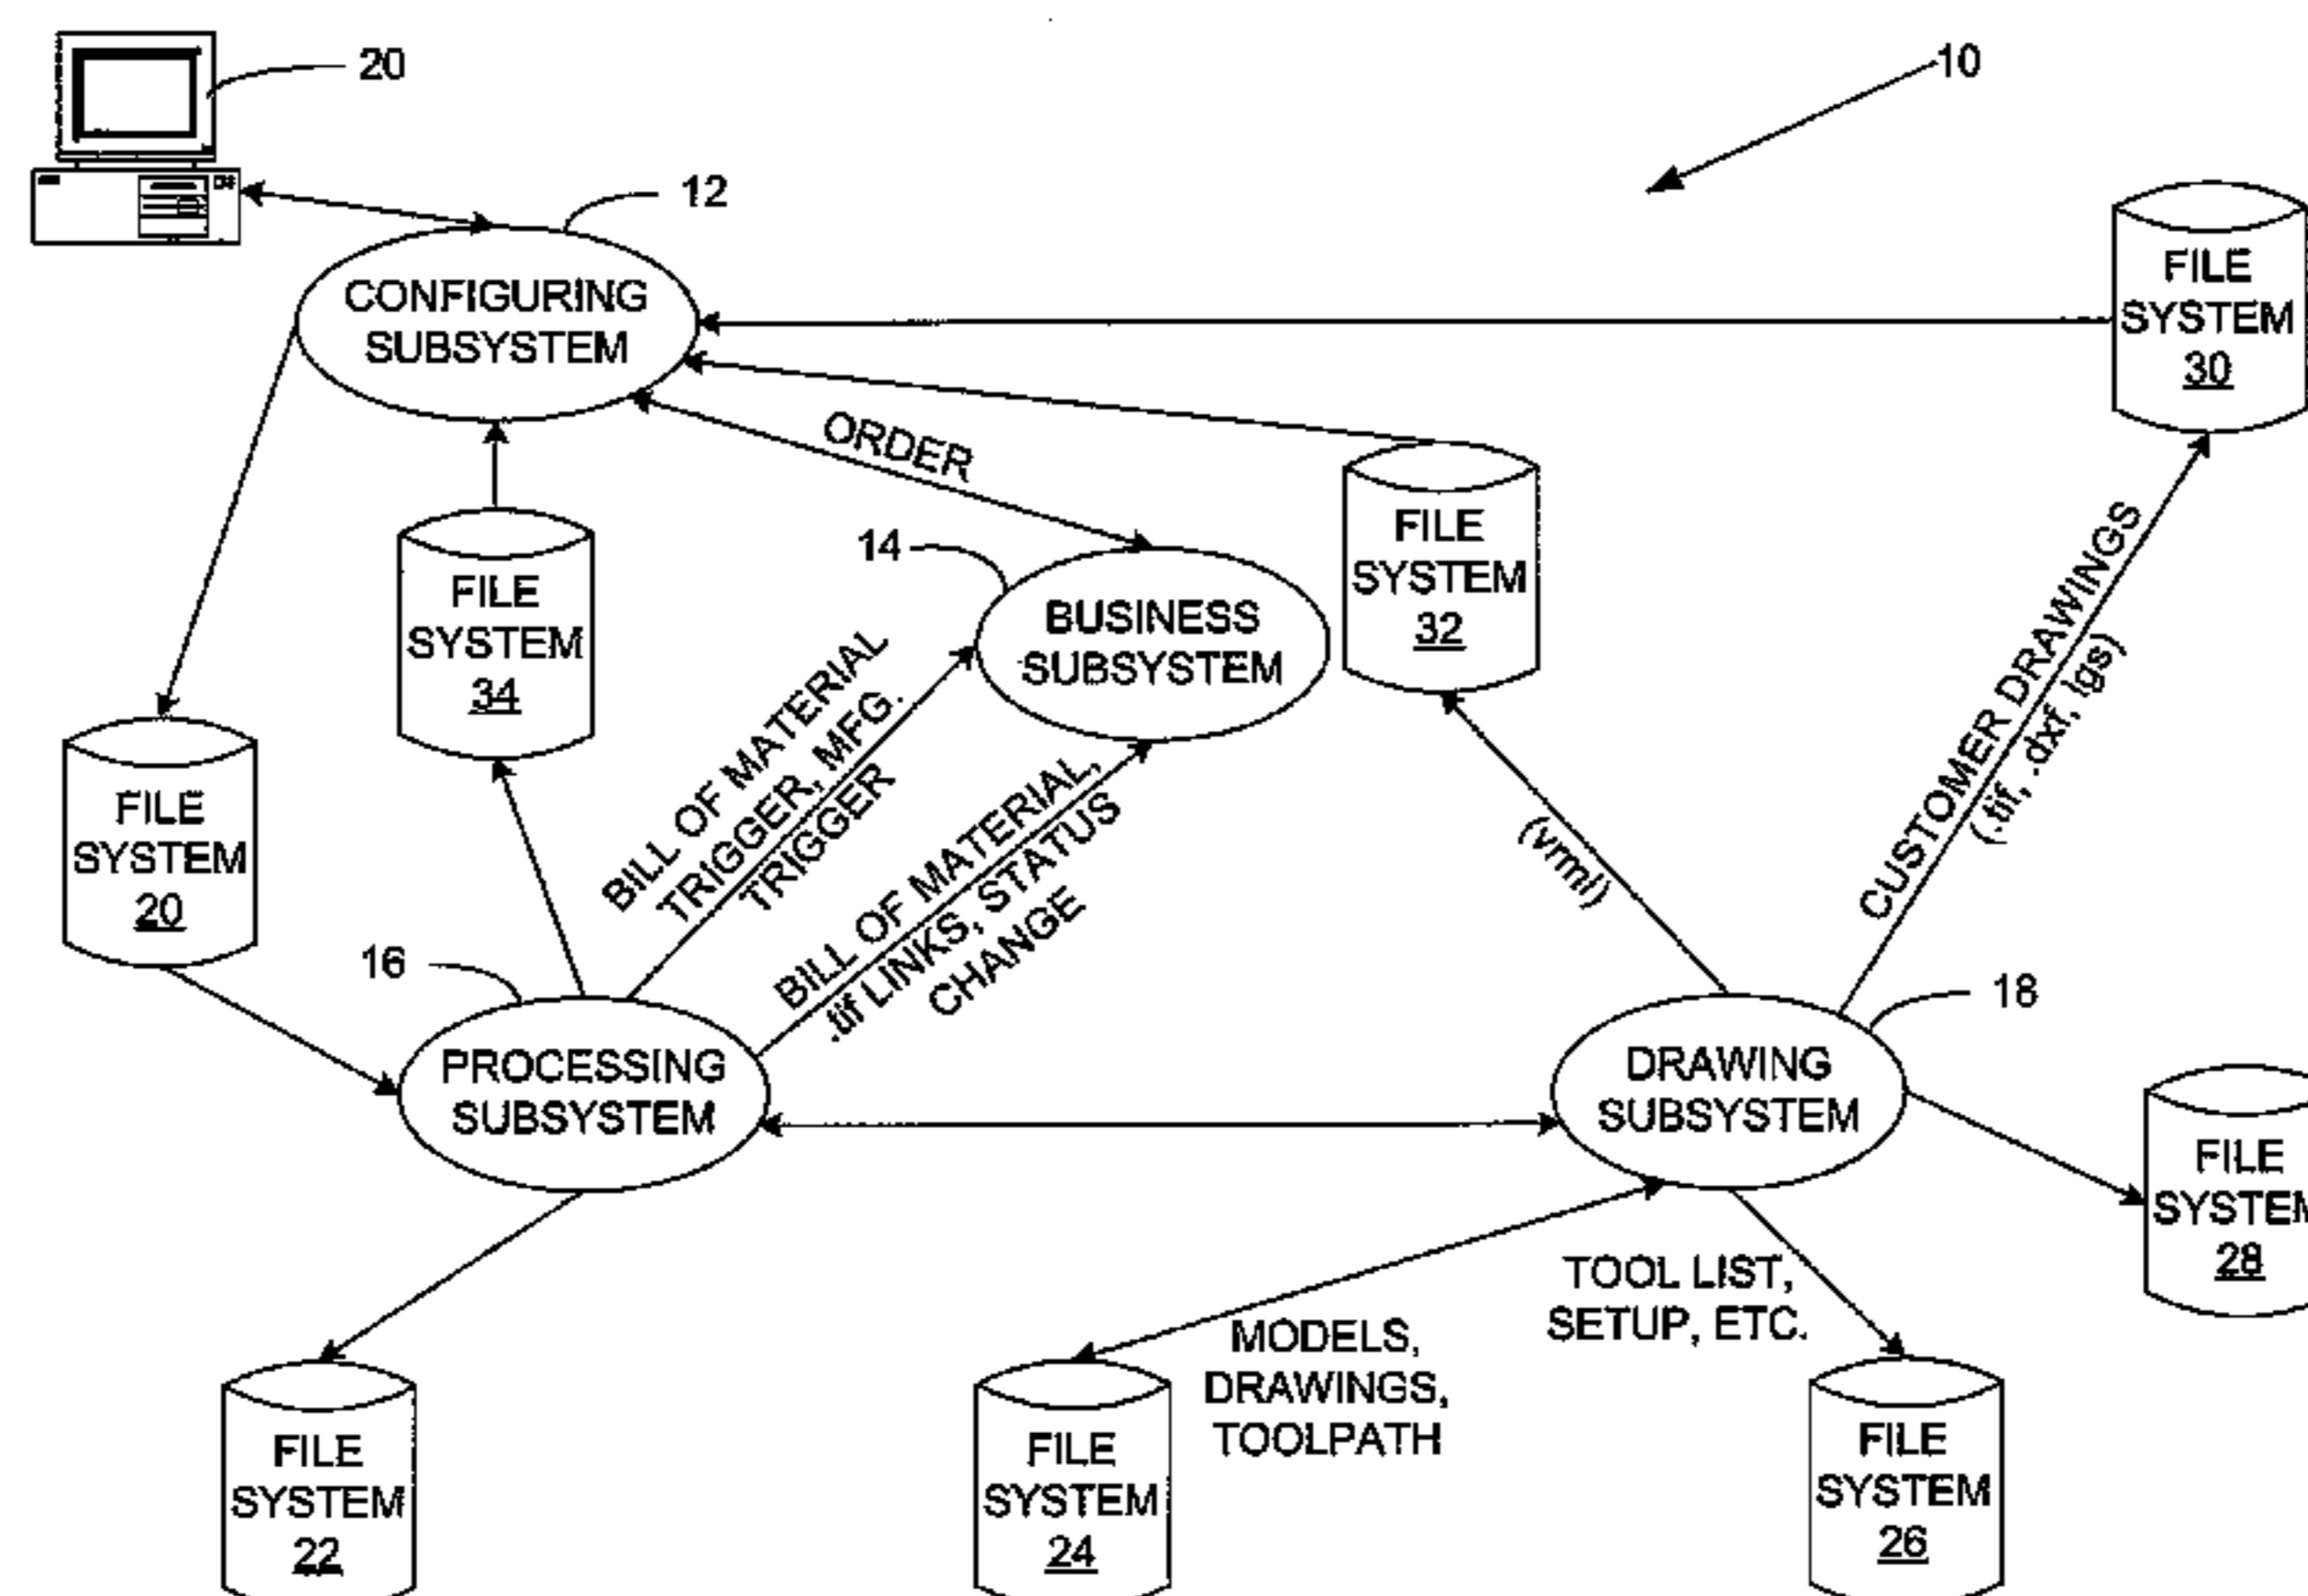 20
10
12
CONFIGURING
SUBSYSTEM
FILE
SYSTEM
30
ORDER
FILE
SYSTEM
34
14
BUSINESS
SUBSYSTEM
FILE
SYSTEM
32
CUSTOMER DRAWINGS
(.tif, .dxf, Igs)
FILE
SYSTEM
20
BILL OF MATERIAL
TRIGGER, MFG.
TRIGGER
BILL OF MATERIAL,
.tif LINKS, STATUS
CHANGE
(vrml)
16
PROCESSING
SUBSYSTEM
18
DRAWING
SUBSYSTEM
FILE
SYSTEM
28
TOOL LIST,
SETUP, ETC.
MODELS,
DRAWINGS,
TOOLPATH
FILE
SYSTEM
22
FILE
SYSTEM
24
FILE
SYSTEM
26